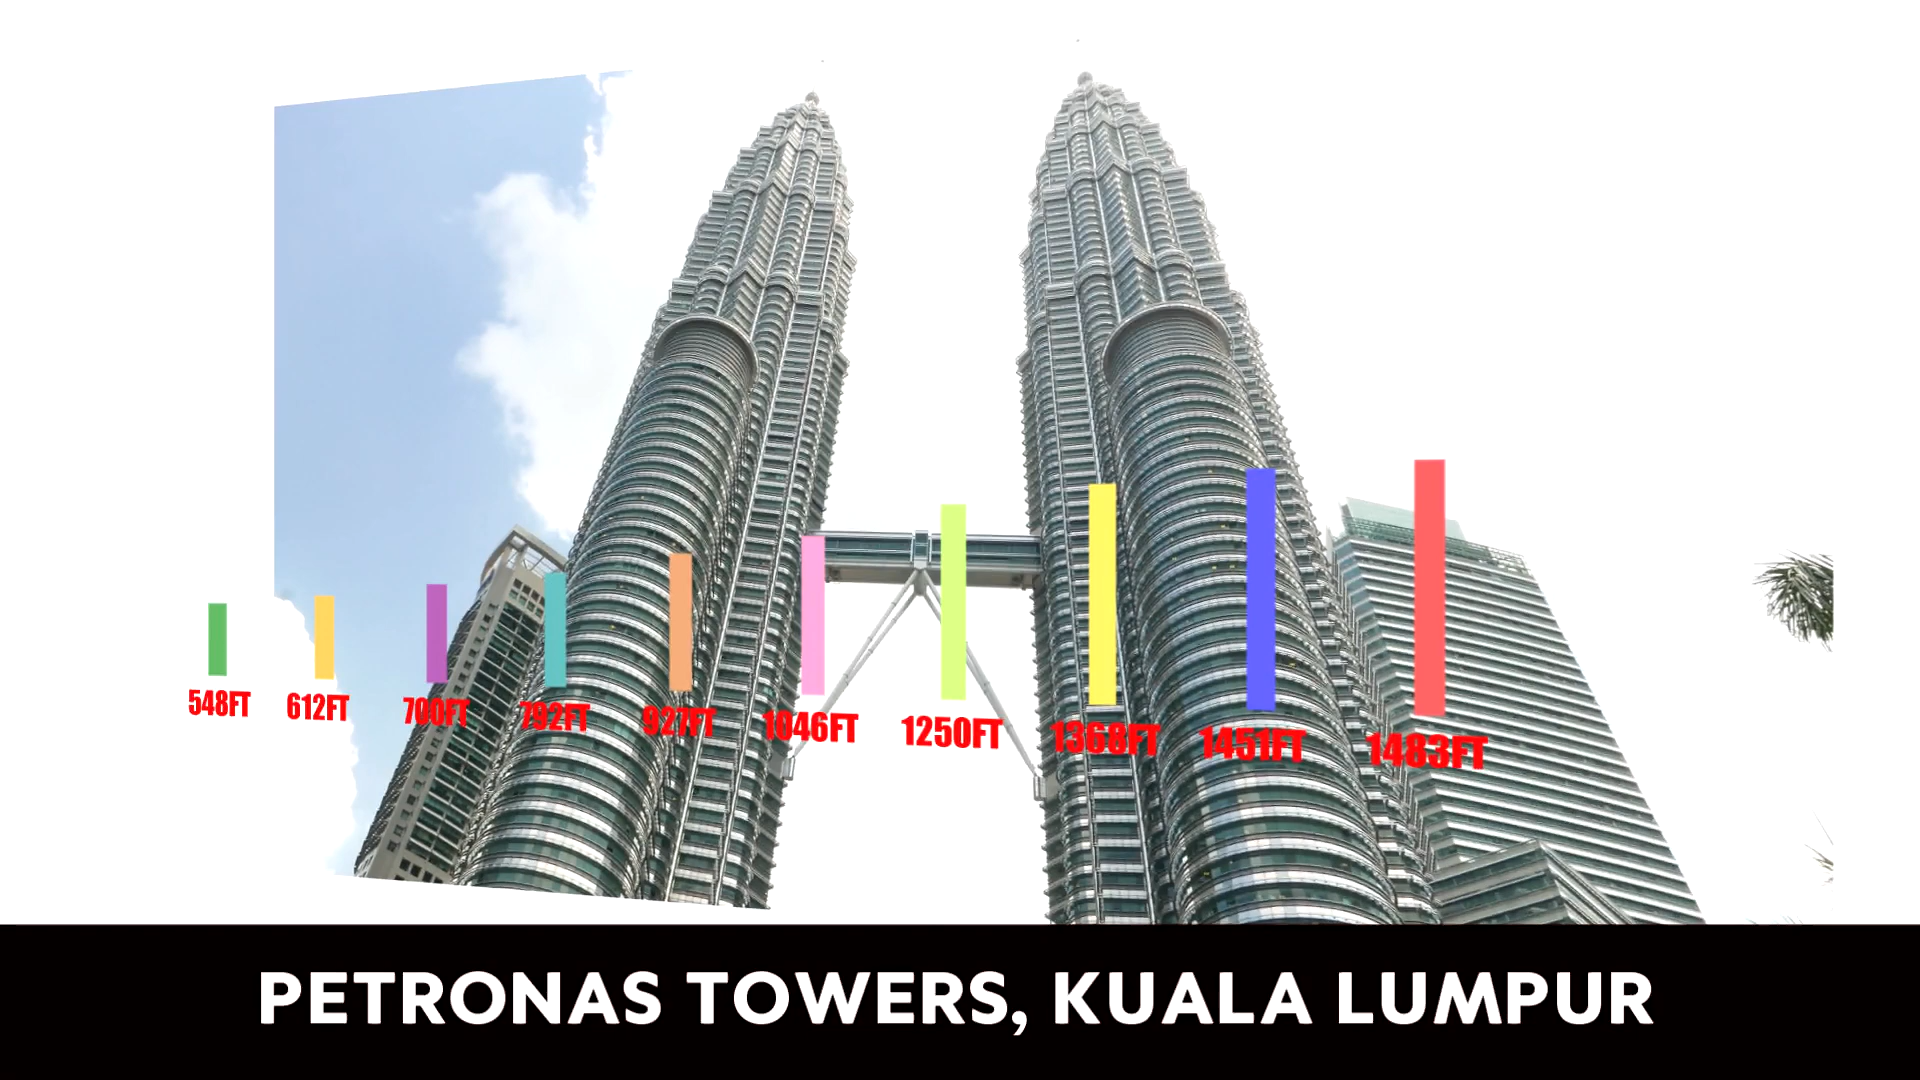 548FT 612FT 700FT 792FT 927FT 1046FT 1250FT 1368FT 1451FT 1483FT
PETRONAS TOWERS, KUALA LUMPUR